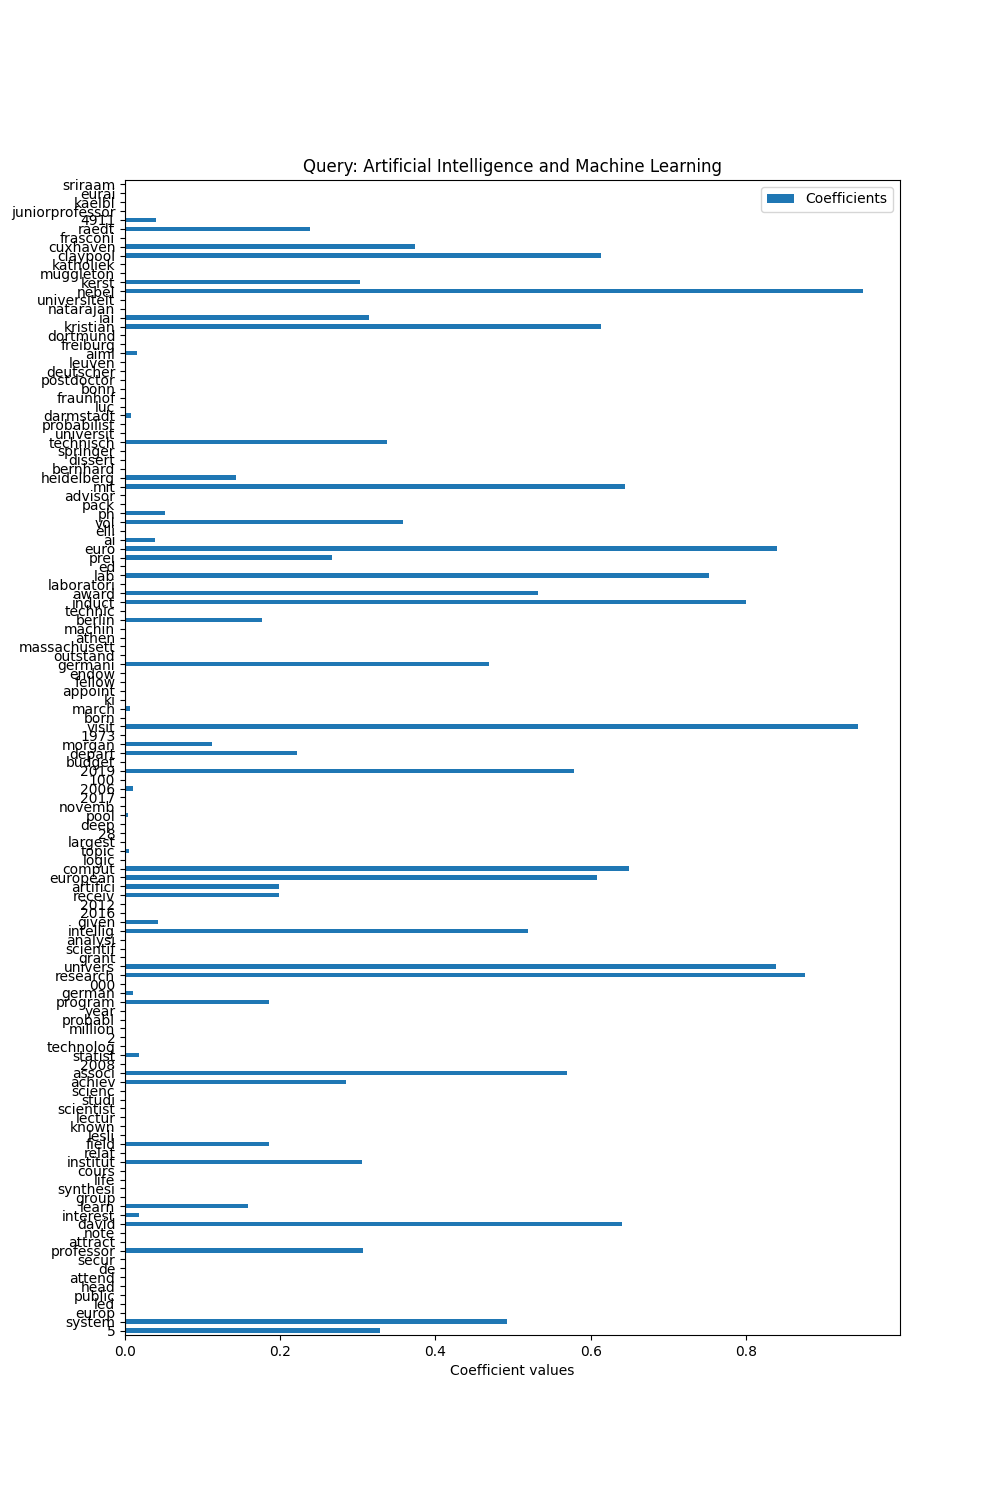 Query: Artificial Intelligence and Machine Learning
Coefficients
sriraam
eurai
kaelbl
juniorprofessor
4911
raedt
frasconi
cuxhaven
claypool
katholiek
muggleton
kerst
nebel
universiteit
natarajan
iai
kristian
dortmund
freiburg
aiml
leuven
deutscher
postdoctor
bonn
fraunhof
luc
darmstadt
probabilist
universit
technisch
springer
dissert
bernhard
heidelberg
mit
advisor
pack
ph
vol
elli
ai
euro
prei
ed
lab
laboratori
award
induct
technic
berlin
machin
athen
massachusett
outstand
germani
endow
fellow
appoint
ki
march
born
visit
1973
morgan
depart
budget
2019
100
2006
2017
novemb
pool
deep
28
largest
topic
logic
comput
european
artifici
receiv
2012
2016
given
intellig
analysi
scientif
grant
univers
research
000
german
program
year
probabl
million
2
technolog
statist
2008
associ
achiev
scienc
studi
scientist
lectur
known
lesli
field
relat
institut
cours
life
synthesi
group
learn
interest
david
note
attract
professor
secur
de
attend
head
public
led
europ
system
5
0.0 0.2 0.4 0.6 0.8
Coefficient values